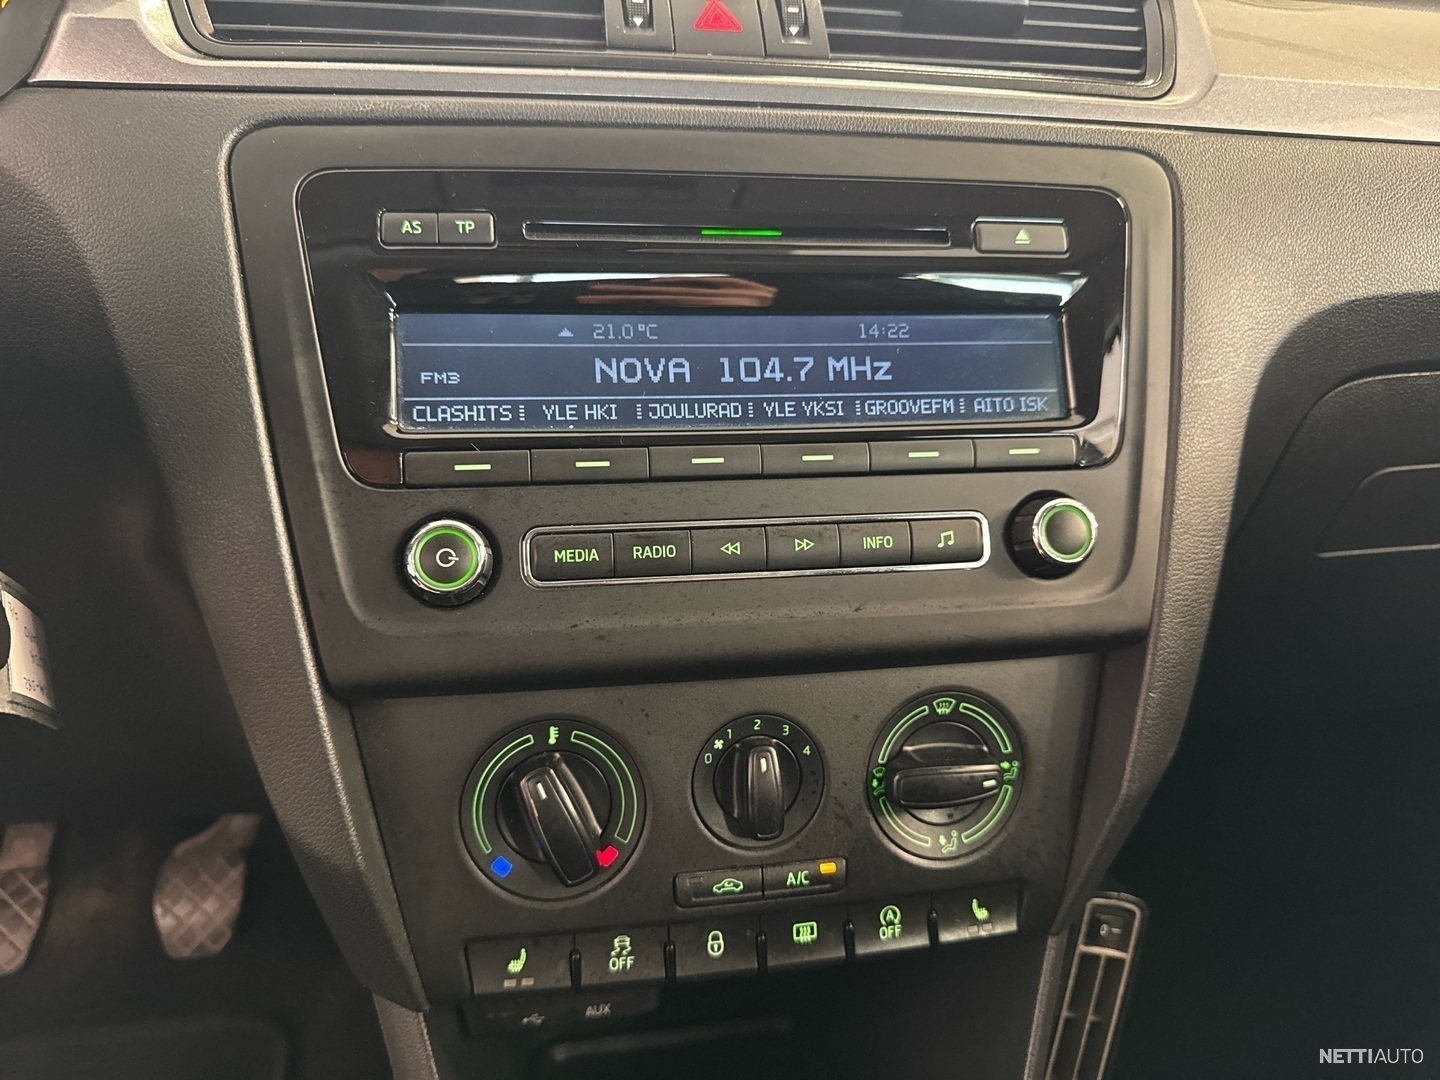 AS TP
21.0°C 14:22
FM3 NOVA 104.7 MHz
CLASHITS YLE HKI JOULURAD YLE YKSI GROOVEFM AITO ISK
MEDIA RADIO INFO
0 1 2 3 4
A/C
OFF A OFF
AUX
NETTIAUTO